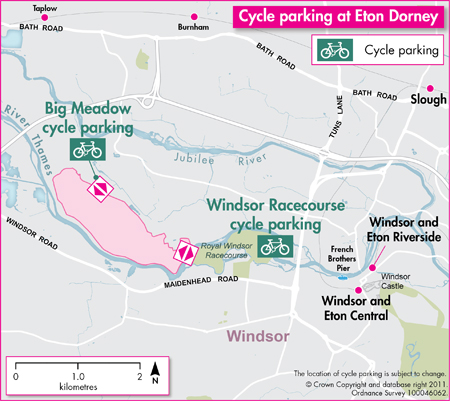 Cycle parking at Eton Dorney
Cycle parking
Taplow
BATH ROAD
Burnham
BATH ROAD
BATH ROAD
Slough
TUNS LANE
River Thames
Big Meadow
cycle parking
Jubilee River
WINDSOR ROAD
Windsor Racecourse
cycle parking
Royal Windsor
Racecourse
MAIDENHEAD ROAD
Windsor and
Eton Riverside
French
Brothers
Pier
Windsor
Castle
Windsor and
Eton Central
Windsor
0
1.0
2
kilometres
N
The location of cycle parking is subject to change.
© Crown Copyright and database right 2011.
Ordnance Survey 100046062.